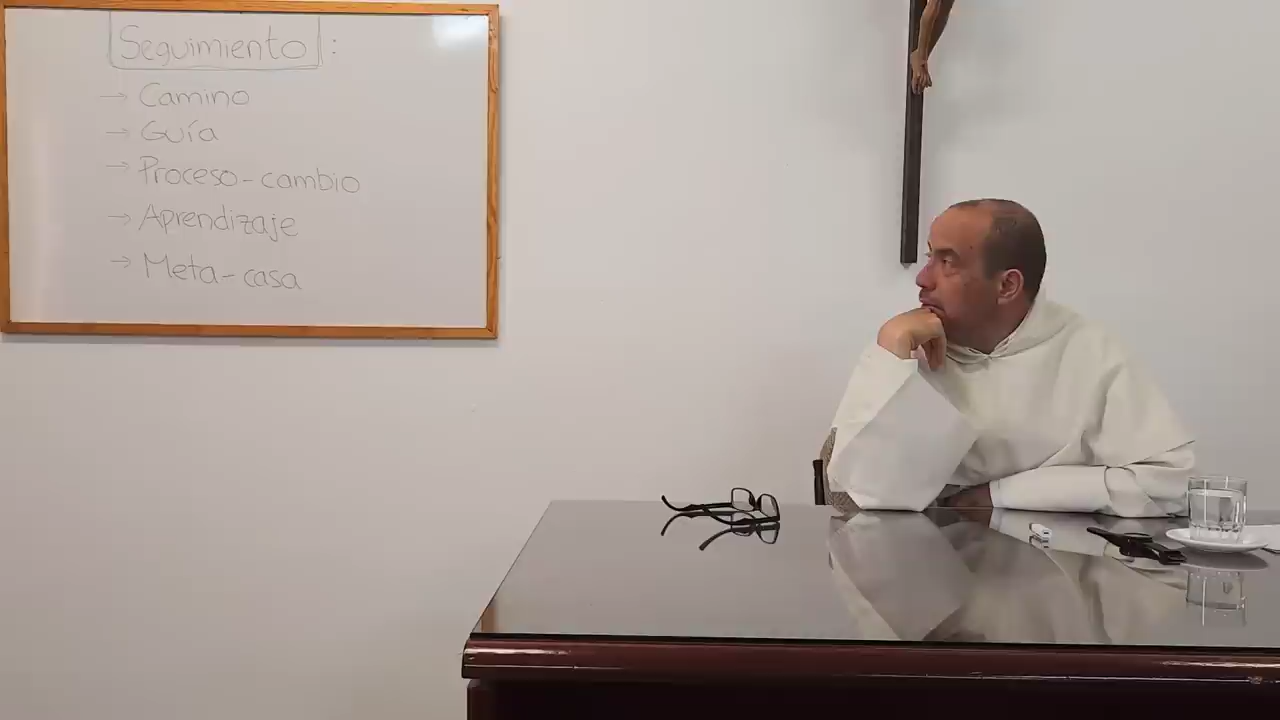 Seguimiento :
→ Camino
→ Guía
→ Proceso-cambio
→ Aprendizaje
→ Meta-casa